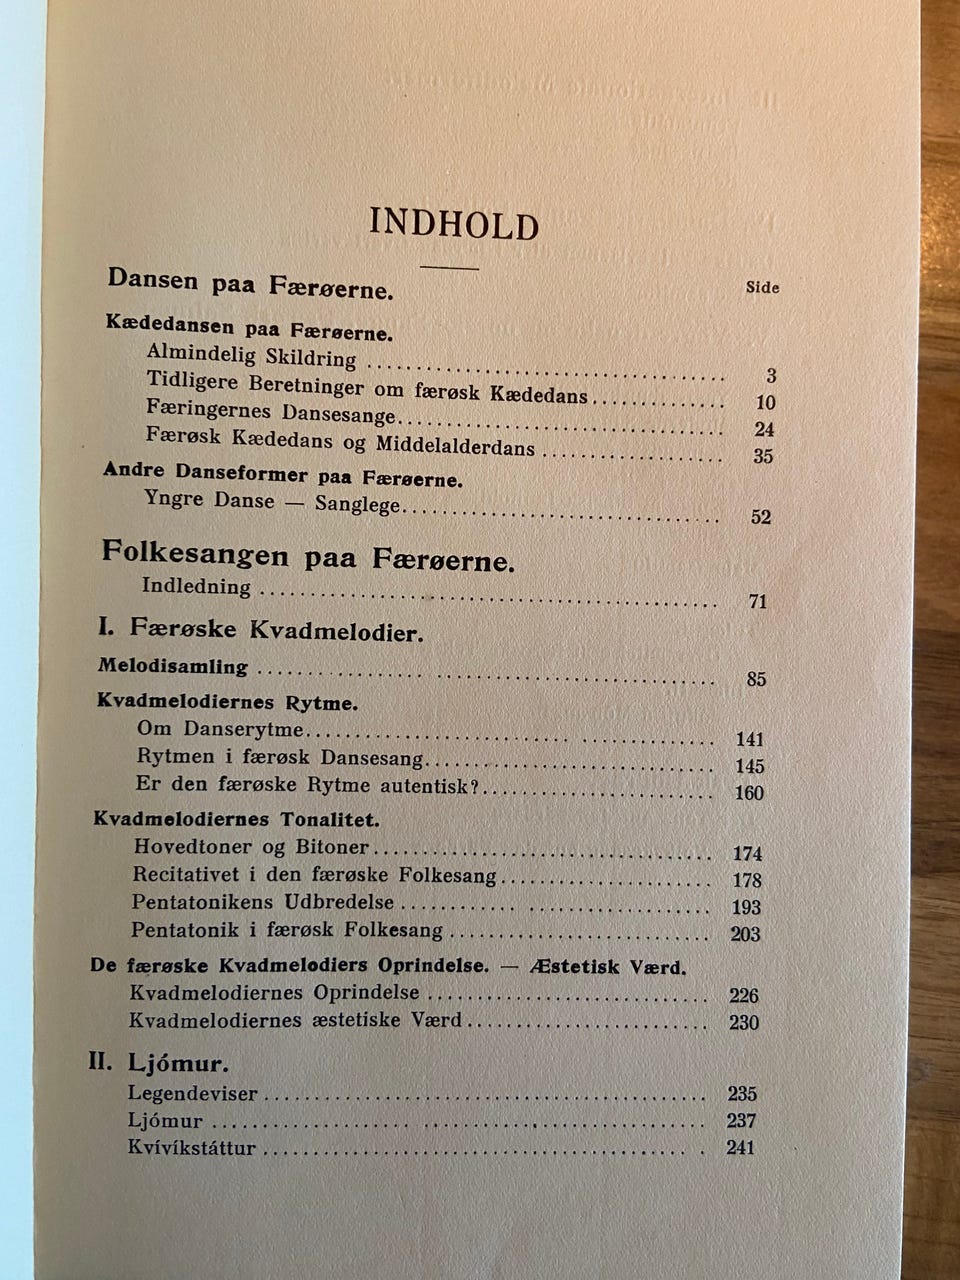 INDHOLD
Dansen paa Færøerne. Side
Kædedansen paa Færøerne.
Almindelig Skildring ........................................ 3
Tidligere Beretninger om færøsk Kædedans .............. 10
Færingernes Dansesange ................................... 24
Færøsk Kædedans og Middelalderdans .................... 35
Andre Danseformer paa Færøerne.
Yngre Danse — Sanglege ................................... 52
Folkesangen paa Færøerne.
Indledning .................................................. 71
I. Færøske Kvadmelodier.
Melodisamling .............................................. 85
Kvadmelodiernes Rytme.
Om Danserytme ............................................. 141
Rytmen i færøsk Dansesang ................................ 145
Er den færøske Rytme autentisk? .......................... 160
Kvadmelodiernes Tonalitet.
Hovedtoner og Bitoner ...................................... 174
Recitativet i den færøske Folkesang ....................... 178
Pentatonikens Udbredelse ................................... 193
Pentatonik i færøsk Folkesang .............................. 203
De færøske Kvadmelodiers Oprindelse. — Æstetisk Værd.
Kvadmelodiernes Oprindelse ................................ 226
Kvadmelodiernes æstetiske Værd ............................ 230
II. Ljómur.
Legendeviser ................................................ 235
Ljómur ...................................................... 237
Kvívíkstáttur ............................................... 241